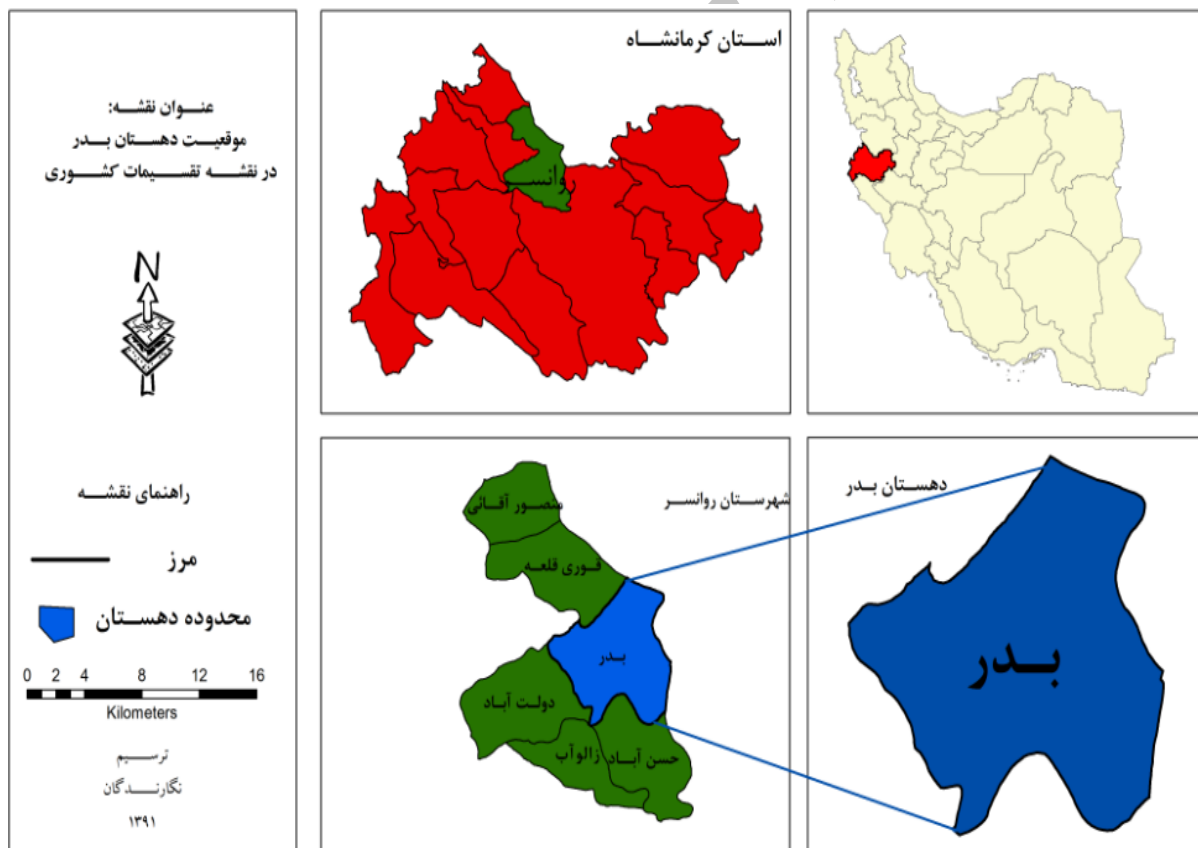 عنوان نقشه:
موقعیت دهستان بدر
در نقشه تقسیمات کشوری
N
راهنمای نقشه
مرز
محدوده دهستان
0 2 4 8 12 16
Kilometers
ترسیم
نگارندگان
۱۳۹۱
استان کرمانشاه
روانسر
شهرستان روانسر
منصور آقائی
قوری قلعه
بدر
دولت آباد
زالوآب
حسن آباد
دهستان بدر
بدر